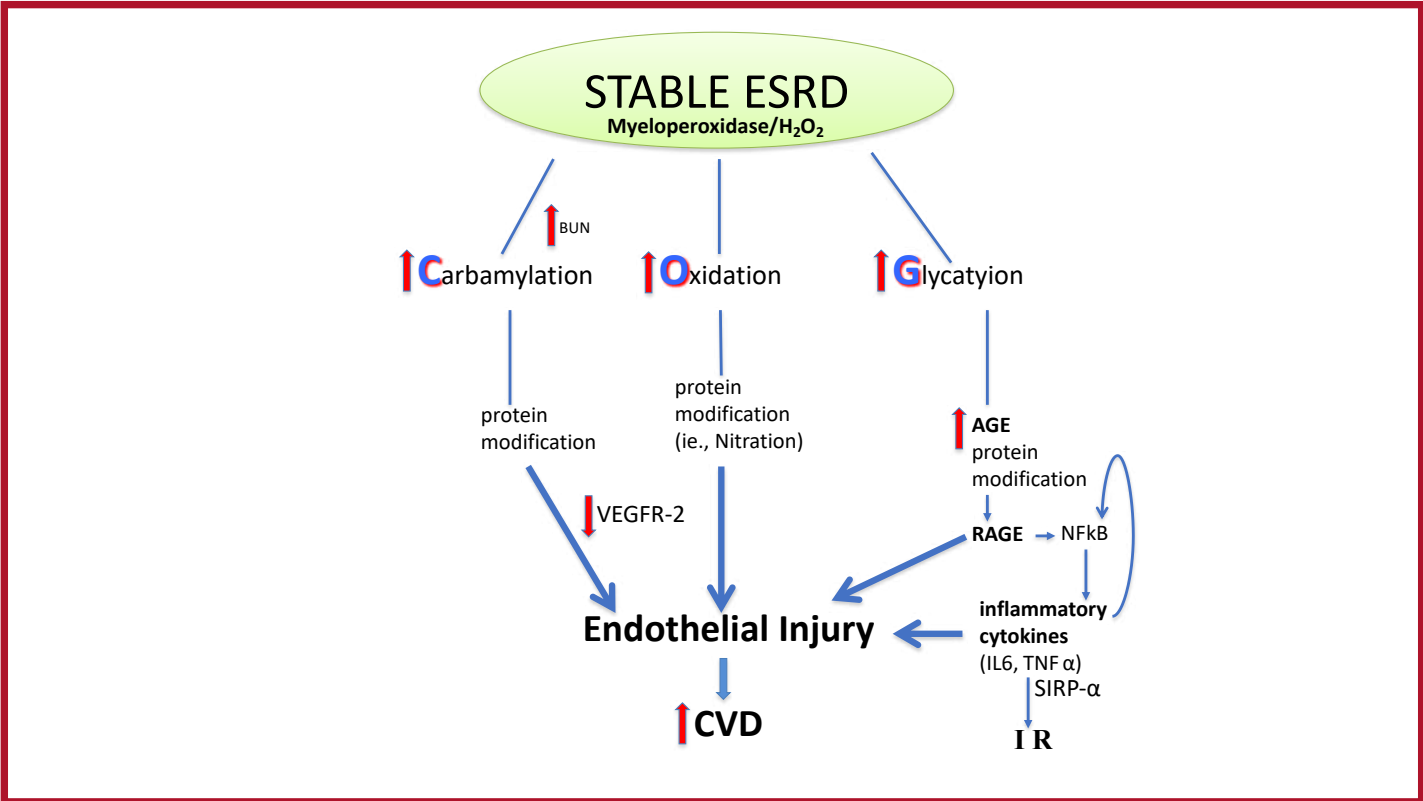 STABLE ESRD
Myeloperoxidase/H₂O₂
BUN
Carbamylation
Oxidation
Glycatyion
protein
modification
protein
modification
(ie., Nitration)
AGE
protein
modification
VEGFR-2
RAGE
NFkB
inflammatory
cytokines
(IL6, TNF α)
SIRP-α
Endothelial Injury
CVD
I R